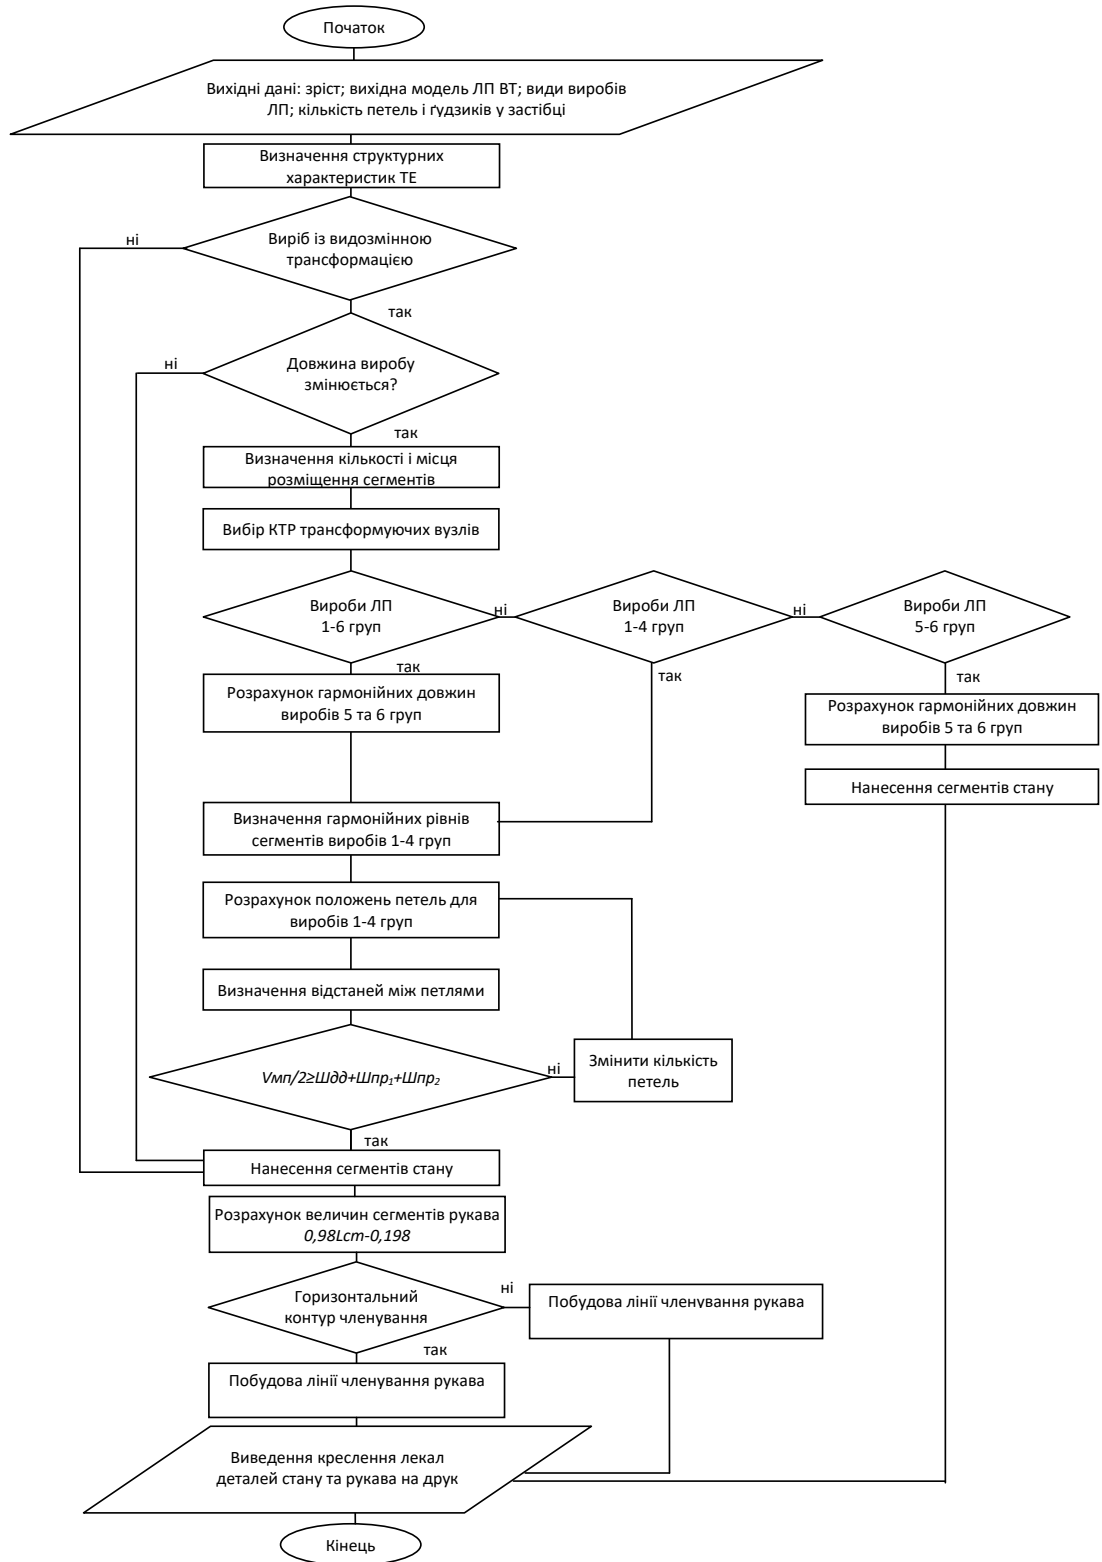 Початок
Вихідні дані: зріст; вихідна модель ЛП ВТ; види виробів
ЛП; кількість петель і ґудзиків у застібці
Визначення структурних
характеристик ТЕ
ні
Виріб із видозмінною
трансформацією
так
ні
Довжина виробу
змінюється?
так
Визначення кількості і місця
розміщення сегментів
Вибір КТР трансформуючих вузлів
Вироби ЛП
1-6 груп
ні
Вироби ЛП
1-4 груп
ні
Вироби ЛП
5-6 груп
так
так
так
Розрахунок гармонійних довжин
виробів 5 та 6 груп
Розрахунок гармонійних довжин
виробів 5 та 6 груп
Нанесення сегментів стану
Визначення гармонійних рівнів
сегментів виробів 1-4 груп
Розрахунок положень петель для
виробів 1-4 груп
Визначення відстаней між петлями
Vмп/2≥Шдд+Шпр₁+Шпр₂
ні
Змінити кількість
петель
так
Нанесення сегментів стану
Розрахунок величин сегментів рукава
0,98Lст-0,198
Горизонтальний
контур членування
ні
Побудова лінії членування рукава
так
Побудова лінії членування рукава
Виведення креслення лекал
деталей стану та рукава на друк
Кінець